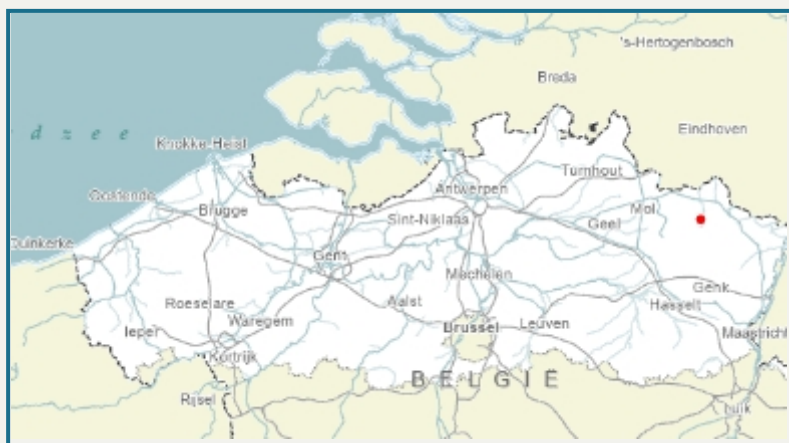 's-Hertogenbosch
Breda
dzee
Eindhoven
Knokke-Heist
Turnhout
Antwerpen
Oostende
Mol
Brugge
Sint-Niklaas
Geel
Duinkerke
Gent
Mechelen
Genk
Roeselare
Aalst
Hasselt
Waregem
Brussel
Leuven
Ieper
Maastricht
Kortrijk
BELGIË
Rijsel
Luik